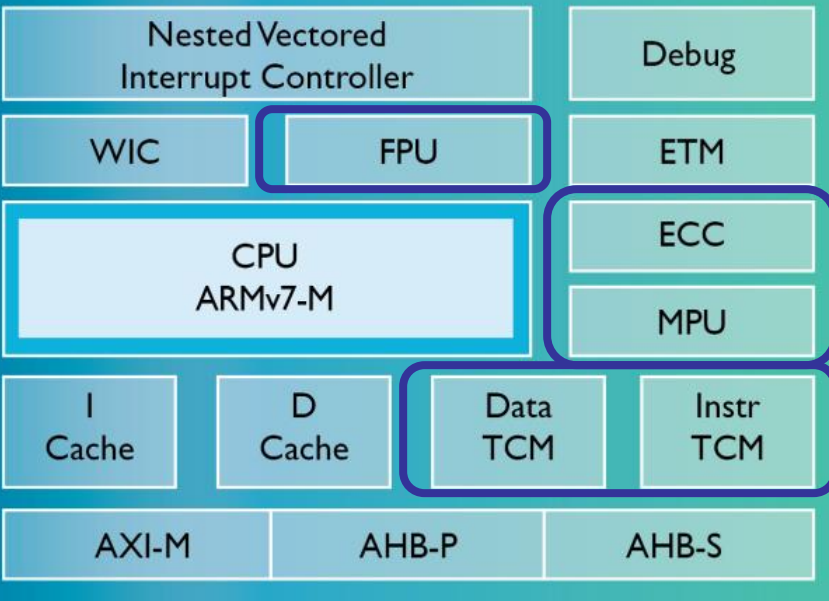 Nested Vectored
Interrupt Controller
Debug
WIC
FPU
ETM
CPU
ARMv7-M
ECC
MPU
I
Cache
D
Cache
Data
TCM
Instr
TCM
AXI-M
AHB-P
AHB-S